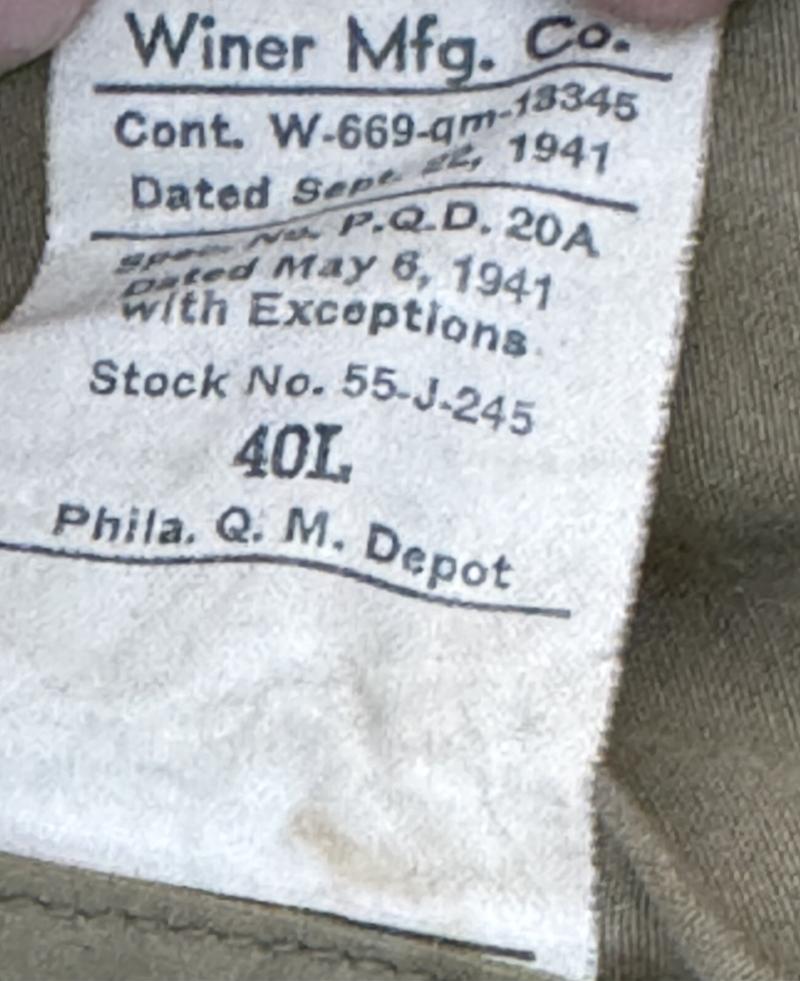 Winer Mfg. Co.
Cont. W-669-qm-13345
Dated Sept. 22, 1941
Spec. No. P.Q.D. 20A
Dated May 6, 1941
with Exceptions
Stock No. 55-J-245
40L
Phila. Q. M. Depot